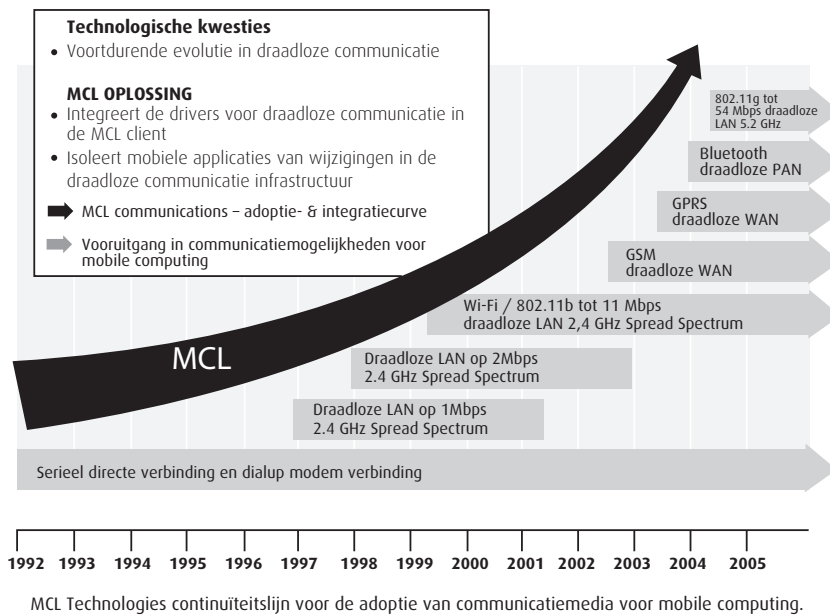 Technologische kwesties
• Voortdurende evolutie in draadloze communicatie
MCL OPLOSSING
• Integreert de drivers voor draadloze communicatie in
de MCL client
• Isoleert mobiele applicaties van wijzigingen in de
draadloze communicatie infrastructuur
MCL communications – adoptie- & integratiecurve
Vooruitgang in communicatiemogelijkheden voor
mobile computing
802.11g tot
54 Mbps draadloze
LAN 5.2 GHz
Bluetooth
draadloze PAN
GPRS
draadloze WAN
GSM
draadloze WAN
Wi-Fi / 802.11b tot 11 Mbps
draadloze LAN 2,4 GHz Spread Spectrum
MCL
Draadloze LAN op 2Mbps
2.4 GHz Spread Spectrum
Draadloze LAN op 1Mbps
2.4 GHz Spread Spectrum
Serieel directe verbinding en dialup modem verbinding
1992 1993 1994 1995 1996 1997 1998 1999 2000 2001 2002 2003 2004 2005
MCL Technologies continuïteitslijn voor de adoptie van communicatiemedia voor mobile computing.